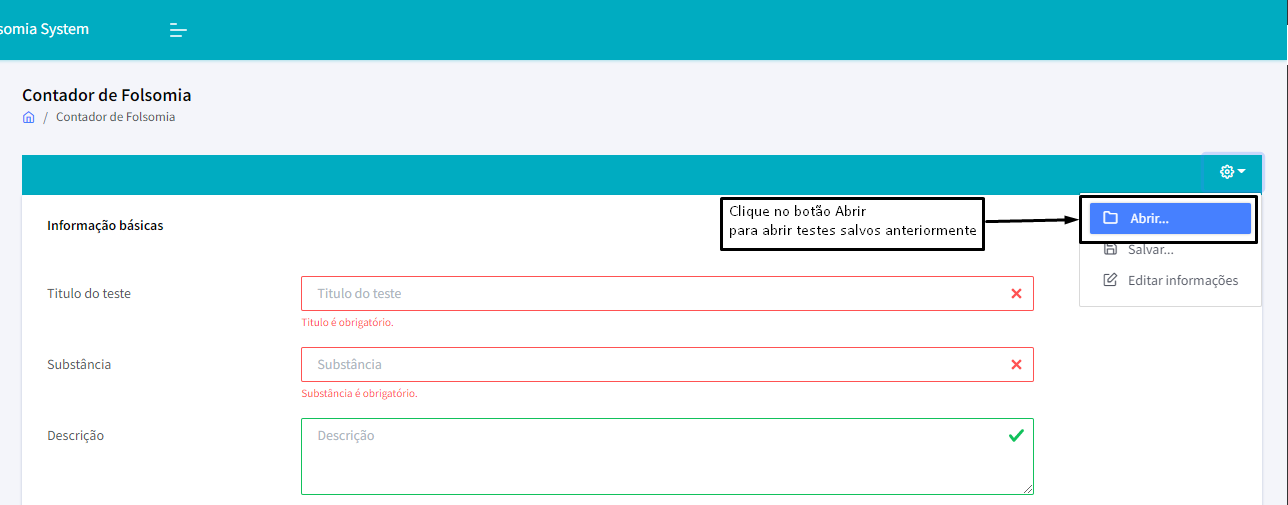 somia System
Contador de Folsomia
/ Contador de Folsomia
Informação básicas
Clique no botão Abrir
para abrir testes salvos anteriormente
Abrir...
Salvar...
Editar informações
Titulo do teste
Titulo do teste
Titulo é obrigatório.
Substância
Substância
Substância é obrigatório.
Descrição
Descrição